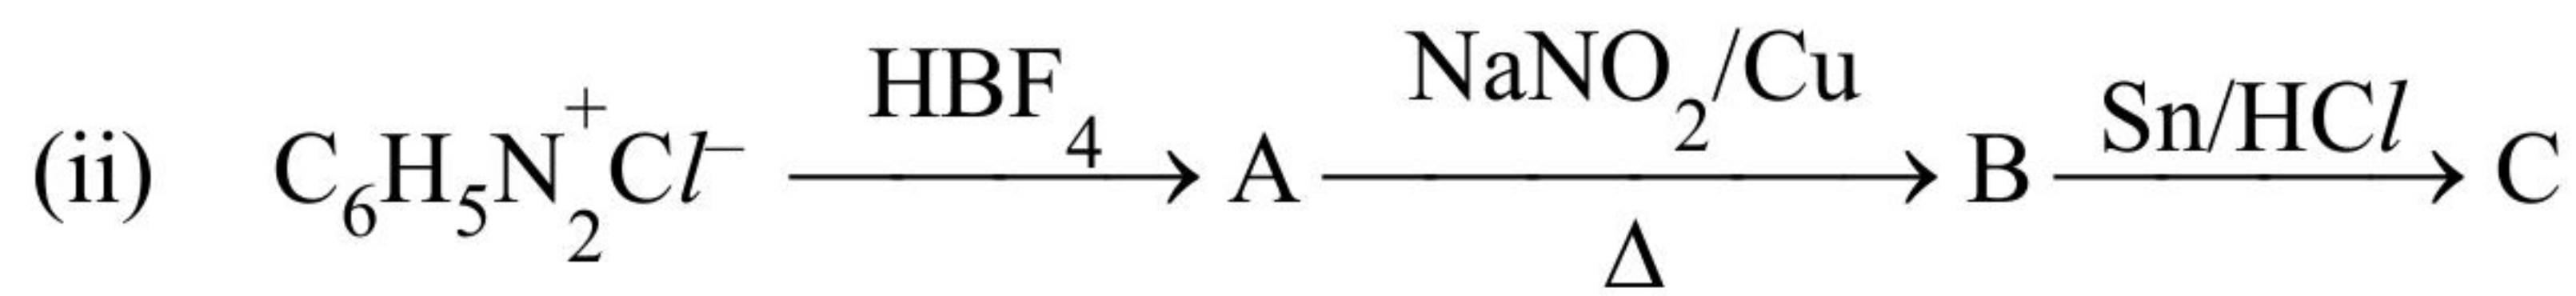 (ii) C₆H₅N₂⁺Cl⁻ —HBF₄→ A —NaNO₂/Cu, Δ→ B —Sn/HCl→ C